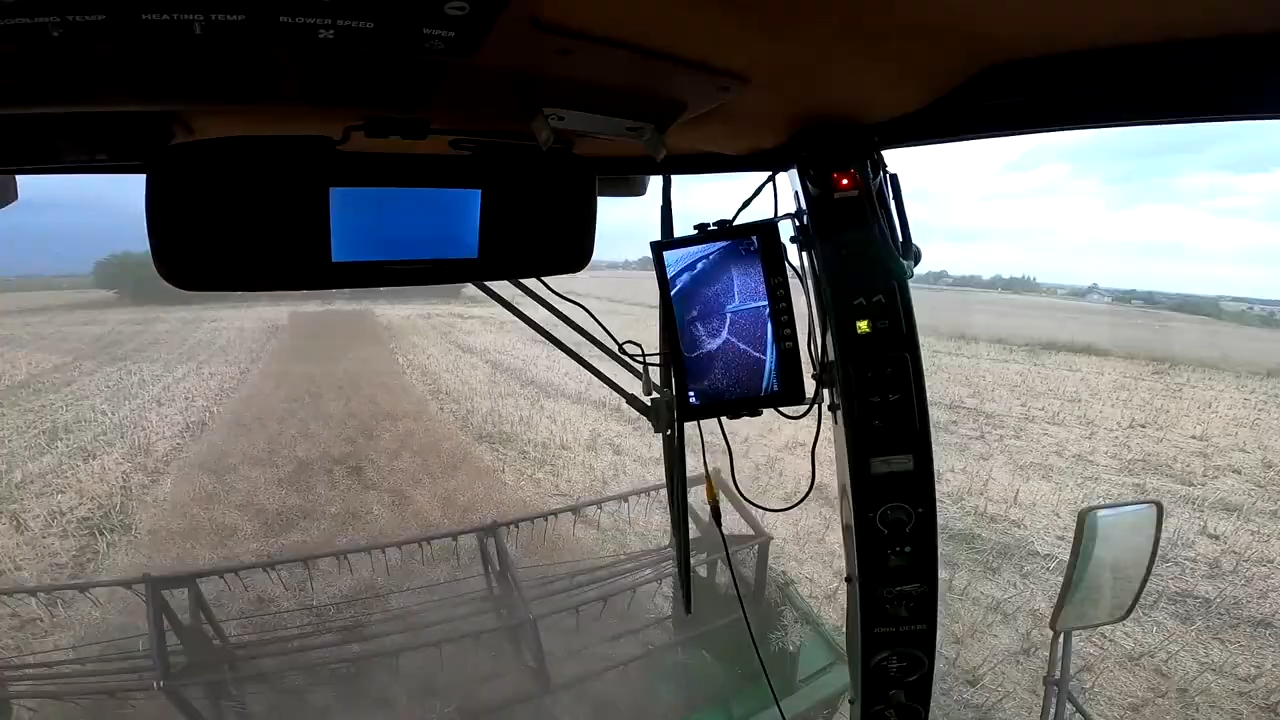 COOLING TEMP
HEATING TEMP
BLOWER SPEED
WIPER
JOHN DEERE